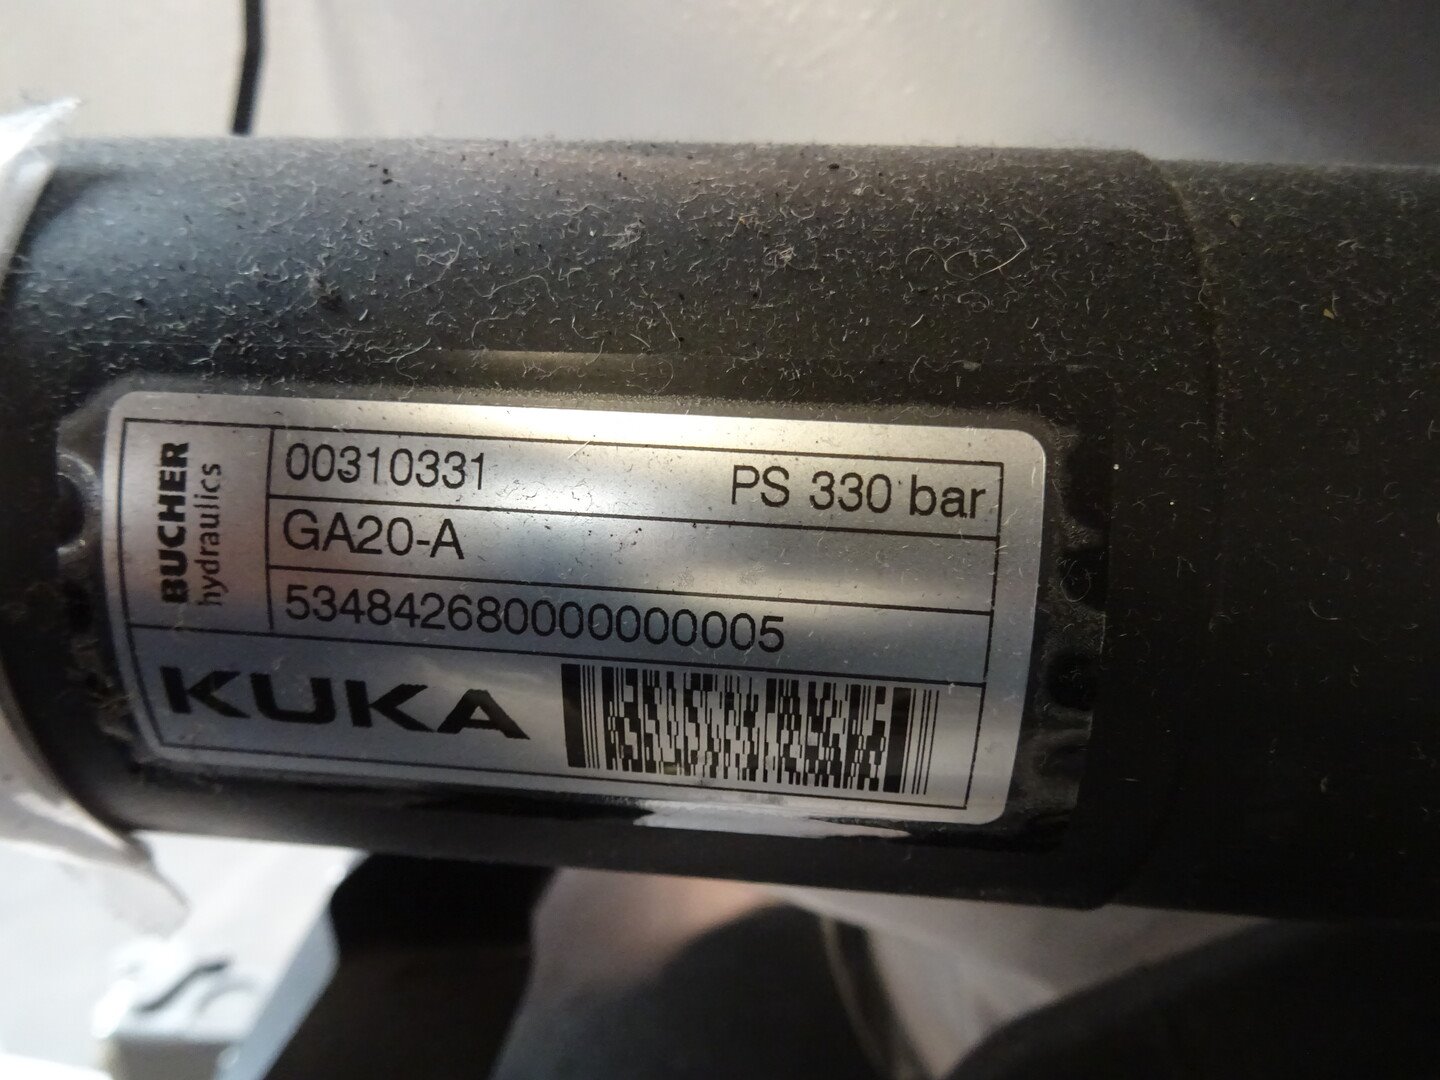 BUCHER
hydraulics
00310331 PS 330 bar
GA20-A
5348426800000000005
KUKA